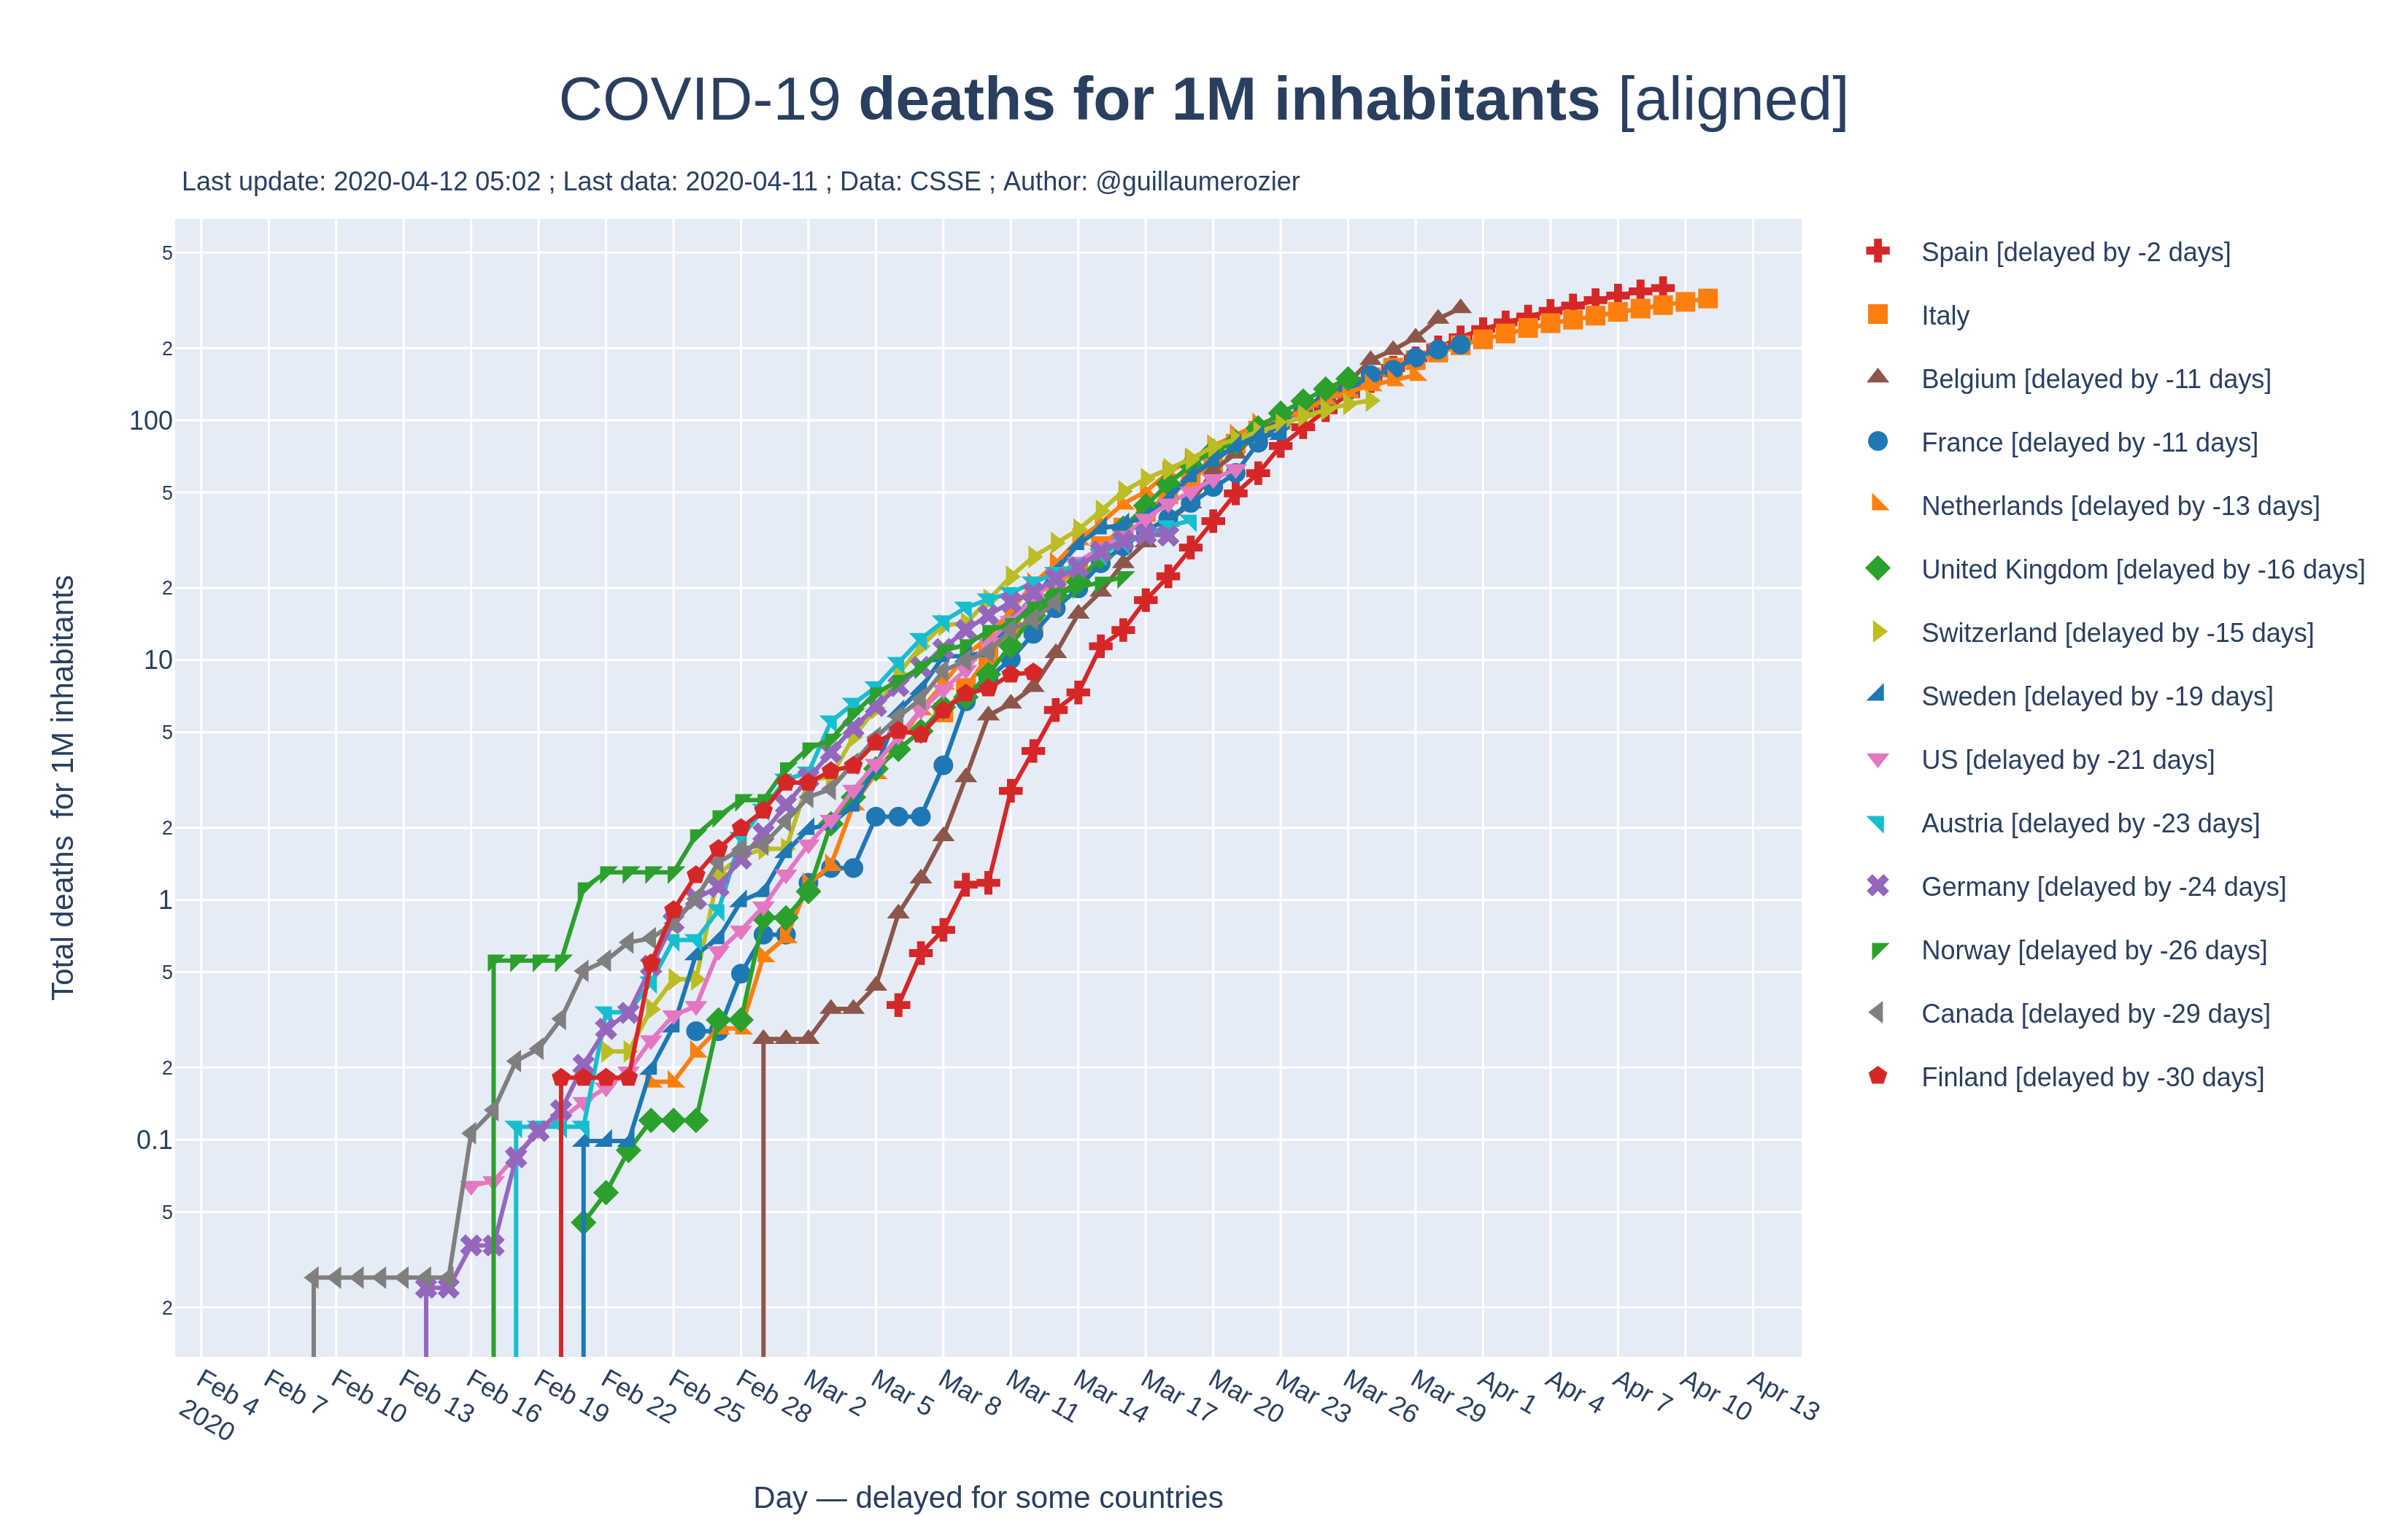 COVID-19 deaths for 1M inhabitants [aligned]
Last update: 2020-04-12 05:02 ; Last data: 2020-04-11 ; Data: CSSE ; Author: @guillaumerozier
Total deaths for 1M inhabitants
5
2
100
5
2
10
5
2
1
5
2
0.1
5
2
Feb 4
2020
Feb 7
Feb 10
Feb 13
Feb 16
Feb 19
Feb 22
Feb 25
Feb 28
Mar 2
Mar 5
Mar 8
Mar 11
Mar 14
Mar 17
Mar 20
Mar 23
Mar 26
Mar 29
Apr 1
Apr 4
Apr 7
Apr 10
Apr 13
Day — delayed for some countries
Spain [delayed by -2 days]
Italy
Belgium [delayed by -11 days]
France [delayed by -11 days]
Netherlands [delayed by -13 days]
United Kingdom [delayed by -16 days]
Switzerland [delayed by -15 days]
Sweden [delayed by -19 days]
US [delayed by -21 days]
Austria [delayed by -23 days]
Germany [delayed by -24 days]
Norway [delayed by -26 days]
Canada [delayed by -29 days]
Finland [delayed by -30 days]